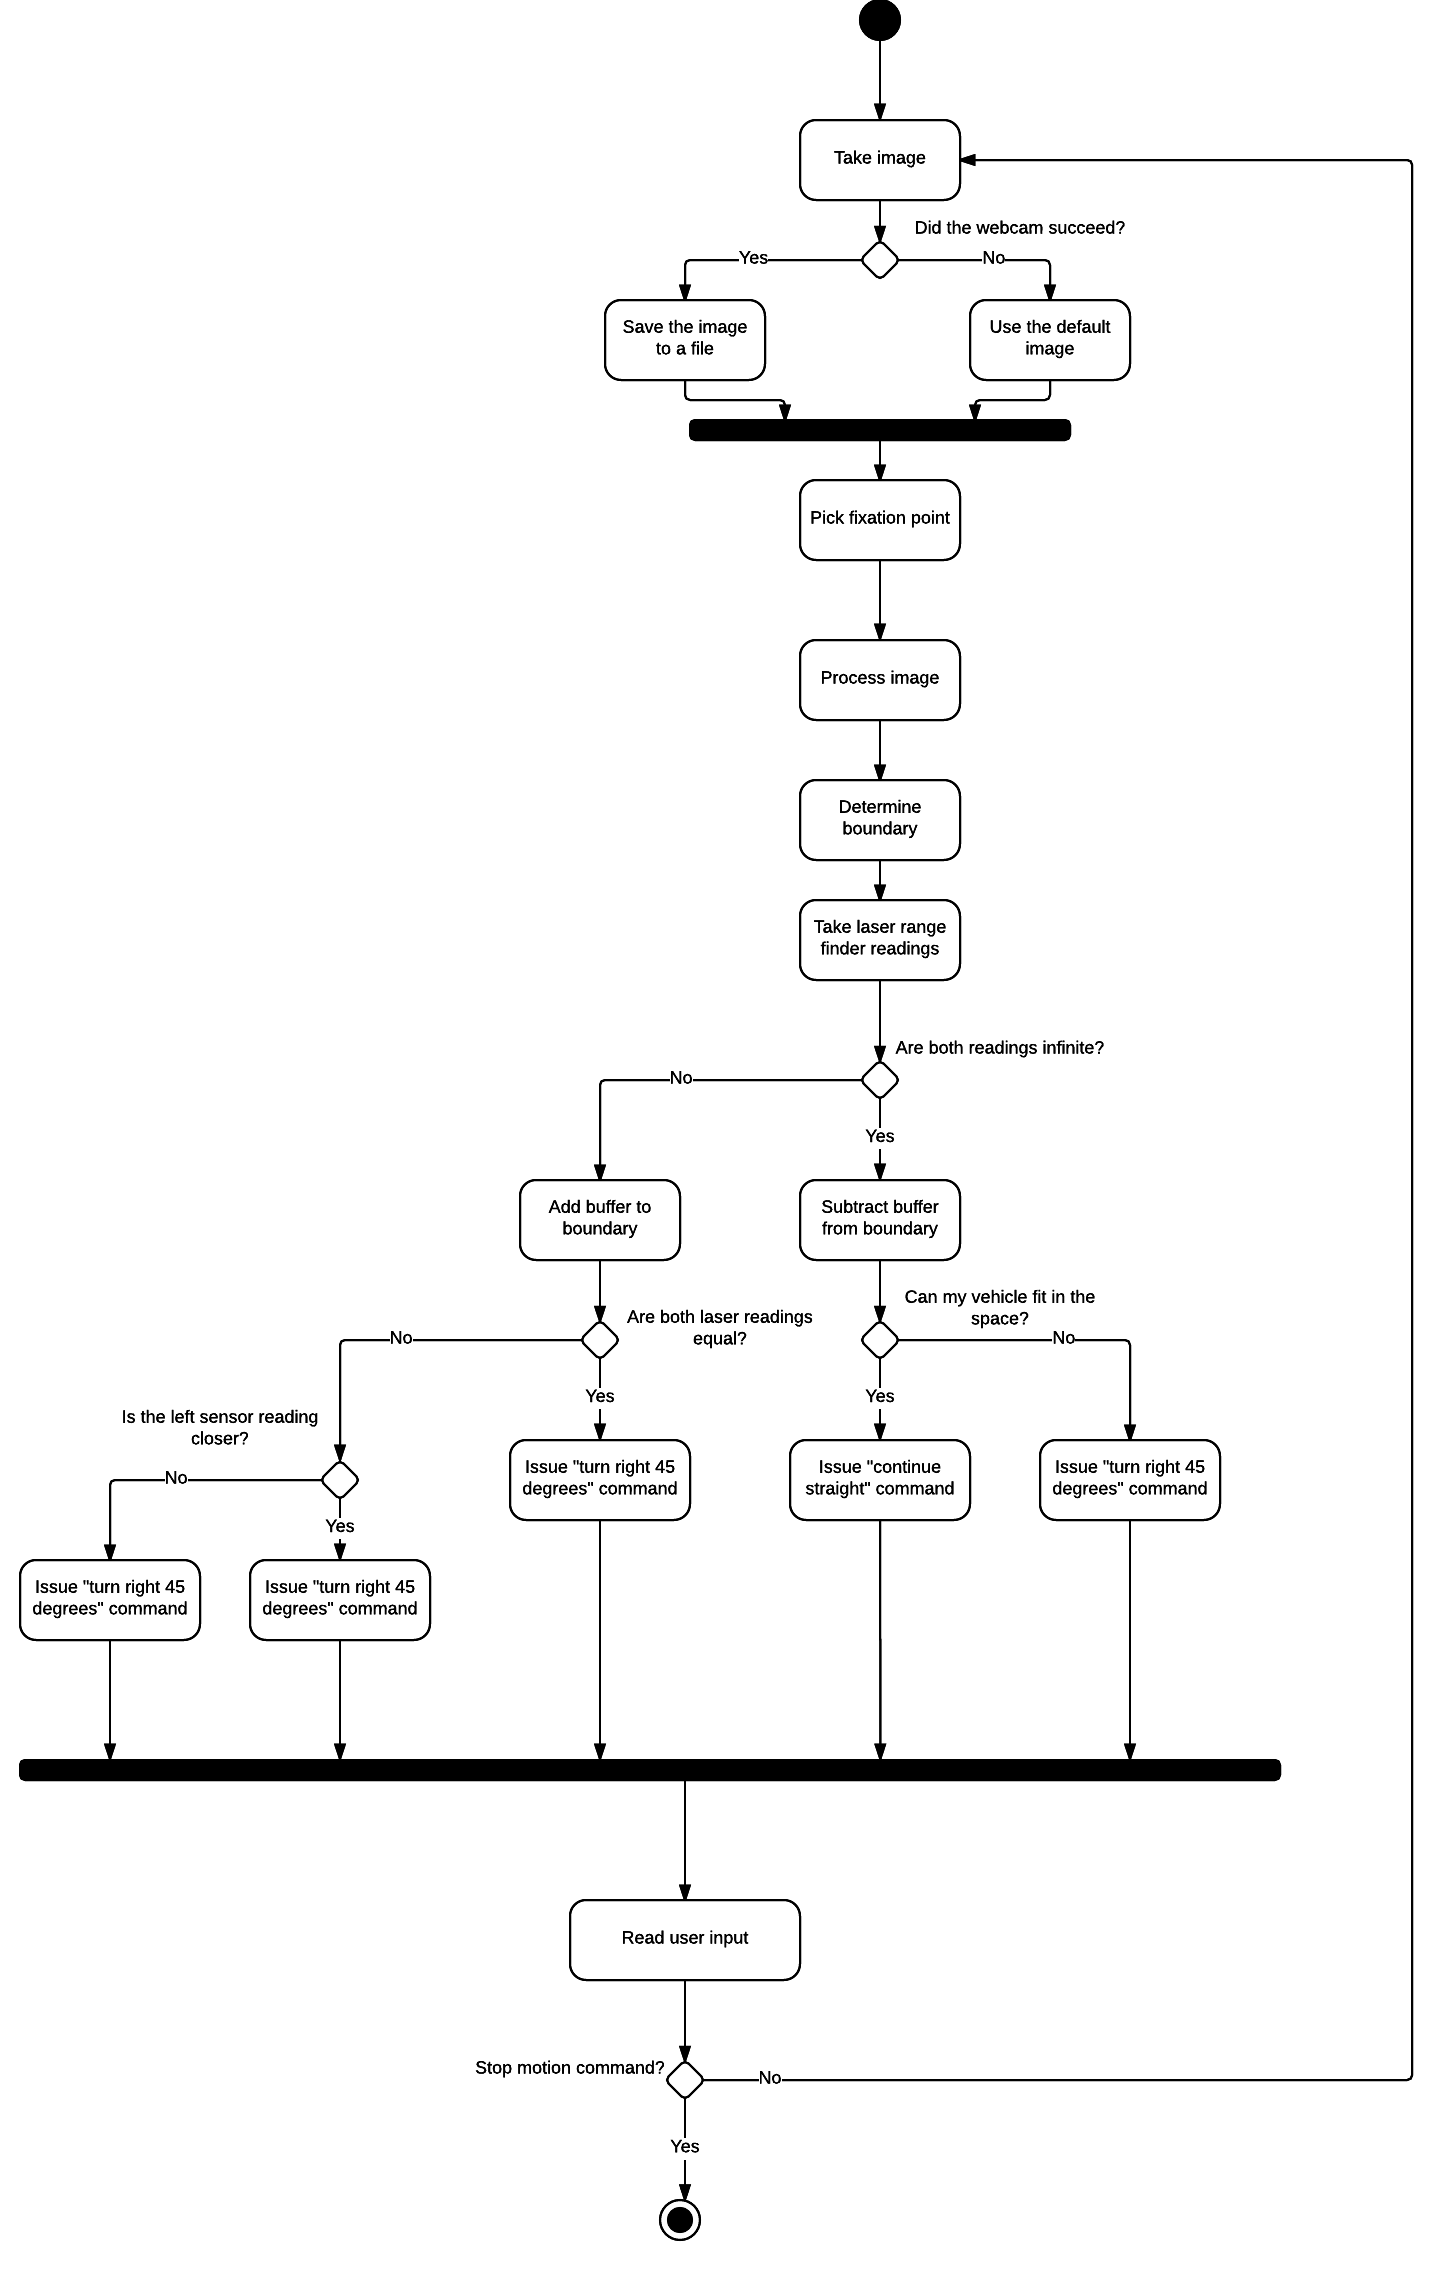 Take image
Did the webcam succeed?
Yes
No
Save the image
to a file
Use the default
image
Pick fixation point
Process image
Determine
boundary
Take laser range
finder readings
Are both readings infinite?
No
Yes
Add buffer to
boundary
Subtract buffer
from boundary
Are both laser readings
equal?
Can my vehicle fit in the
space?
No
No
Yes
Yes
Is the left sensor reading
closer?
Issue "turn right 45
degrees" command
Issue "continue
straight" command
Issue "turn right 45
degrees" command
No
Yes
Issue "turn right 45
degrees" command
Issue "turn right 45
degrees" command
Read user input
Stop motion command?
No
Yes